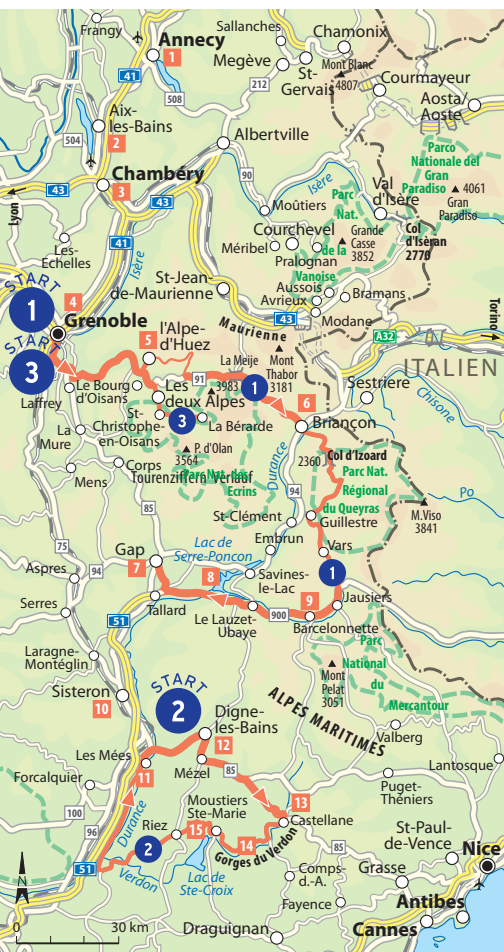 Frangy
Annecy
1
41
508
Sallanches
Chamonix
Megève
St-
Gervais
Mont Blanc
4807
212
Courmayeur
Aosta/
Aoste
Aix-
les-Bains
2
504
Albertville
Parco
Nationale del
Gran
Paradiso
4061
Gran
Paradiso
Chambéry
3
43
43
Lyon
90
Isère
Moûtiers
Parc
Nat.
de la
Vanoise
Val
d'Isère
Col
d'Iséran
2770
Grande
Casse
3852
Courchevel
Méribel
Pralognan
41
Isère
Les-
Echelles
St-Jean
de-Maurienne
Aussois
Avrieux
Bramans
43
Modane
Maurienne
START
1
4
Grenoble
START
3
A32
Torino
ITALIEN
5
l'Alpe-
d'Huez
La Meije
3983
Mont
Thabor
3181
91
1
Sestriere
Chisone
Laffrey
Le Bourg
d'Oisans
Les
deux Alpes
6
Briançon
St-
Christophe-
en-Oisans
3
La Bérarde
La
Mure
P. d'Olan
3564
Durance
Col d'Izoard
2360
Parc Nat.
Régional
du Queyras
Corps
Mens
Tourenziffern Verlauf
Parc Nat. des
Ecrins
94
Po
M.Viso
3841
85
St-Clément
Guillestre
Embrun
Vars
75
Gap
7
Lac de
Serre-Ponçon
8
Savines-
le-Lac
1
Aspres
94
Tallard
Serres
51
Le Lauzet-
Ubaye
900
9
Jausiers
Barcelonnette
Laragne-
Montéglin
Parc
National
du
Mercantour
Mont
Pelat
3051
Sisteron
10
START
2
ALPES MARITIMES
Digne-
les-Bains
12
Valberg
Les Mées
11
Mézel
85
Lantosque
Forcalquier
Puget-
Théniers
13
Castellane
100
96
Durance
Moustiers
Ste-Marie
Riez
15
14
Gorges du Verdon
2
85
St-Paul-
de-Vence
Nice
51
Verdon
Lac de
Ste-Croix
Comps-
d.-A.
Grasse
N
Fayence
Antibes
Cannes
0
30 km
Draguignan